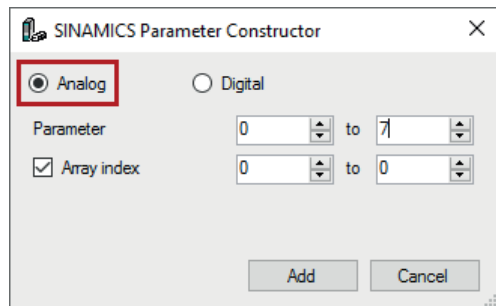 SINAMICS Parameter Constructor
Analog Digital
Parameter 0 to 7
Array index 0 to 0
Add Cancel